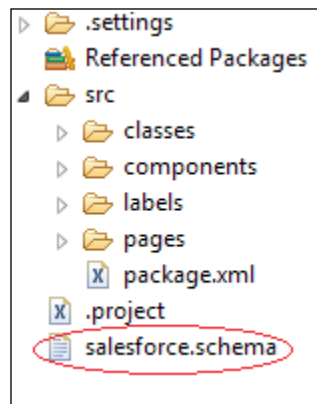 .settings
Referenced Packages
src
classes
components
labels
pages
package.xml
.project
salesforce.schema